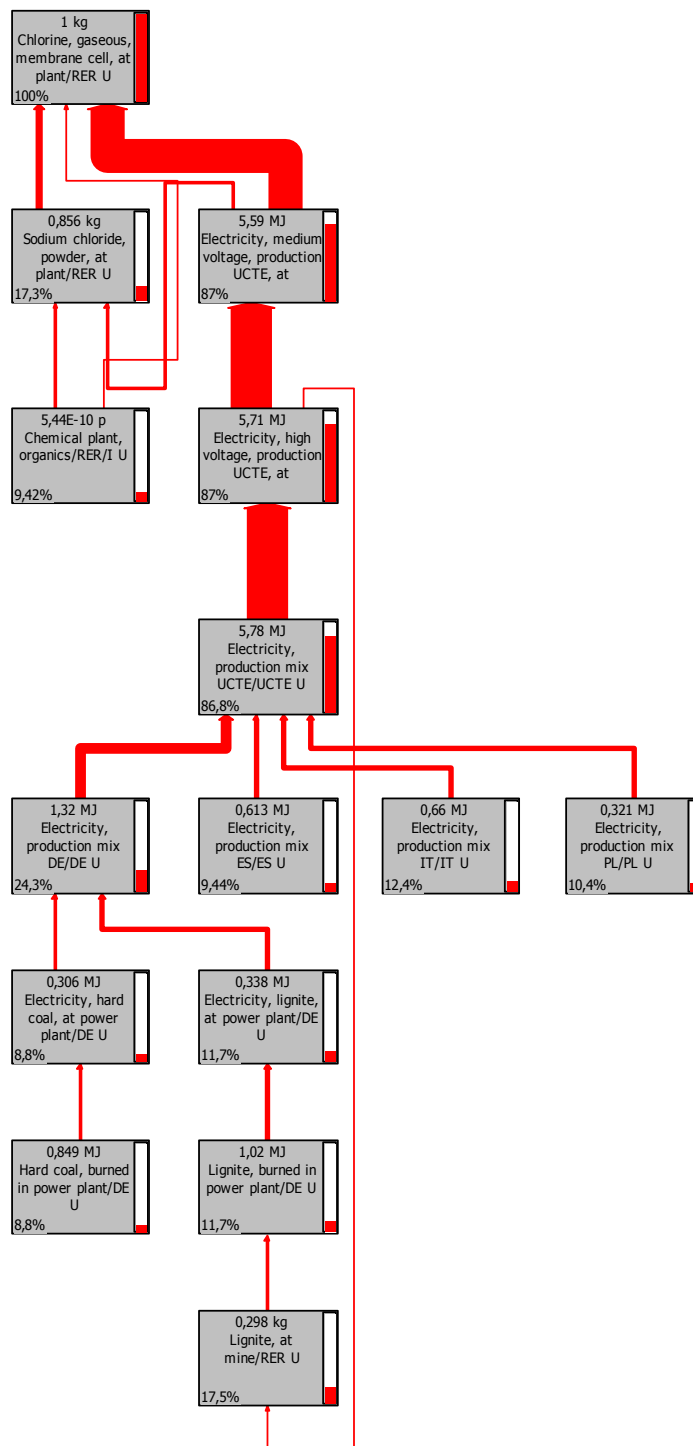 1 kg
Chlorine, gaseous,
membrane cell, at
plant/RER U
100%
0,856 kg
Sodium chloride,
powder, at
plant/RER U
17,3%
5,59 MJ
Electricity, medium
voltage, production
UCTE, at
87%
5,44E-10 p
Chemical plant,
organics/RER/I U
9,42%
5,71 MJ
Electricity, high
voltage, production
UCTE, at
87%
5,78 MJ
Electricity,
production mix
UCTE/UCTE U
86,8%
1,32 MJ
Electricity,
production mix
DE/DE U
24,3%
0,613 MJ
Electricity,
production mix
ES/ES U
9,44%
0,66 MJ
Electricity,
production mix
IT/IT U
12,4%
0,321 MJ
Electricity,
production mix
PL/PL U
10,4%
0,306 MJ
Electricity, hard
coal, at power
plant/DE U
8,8%
0,338 MJ
Electricity, lignite,
at power plant/DE
U
11,7%
0,849 MJ
Hard coal, burned
in power plant/DE
U
8,8%
1,02 MJ
Lignite, burned in
power plant/DE U
11,7%
0,298 kg
Lignite, at
mine/RER U
17,5%